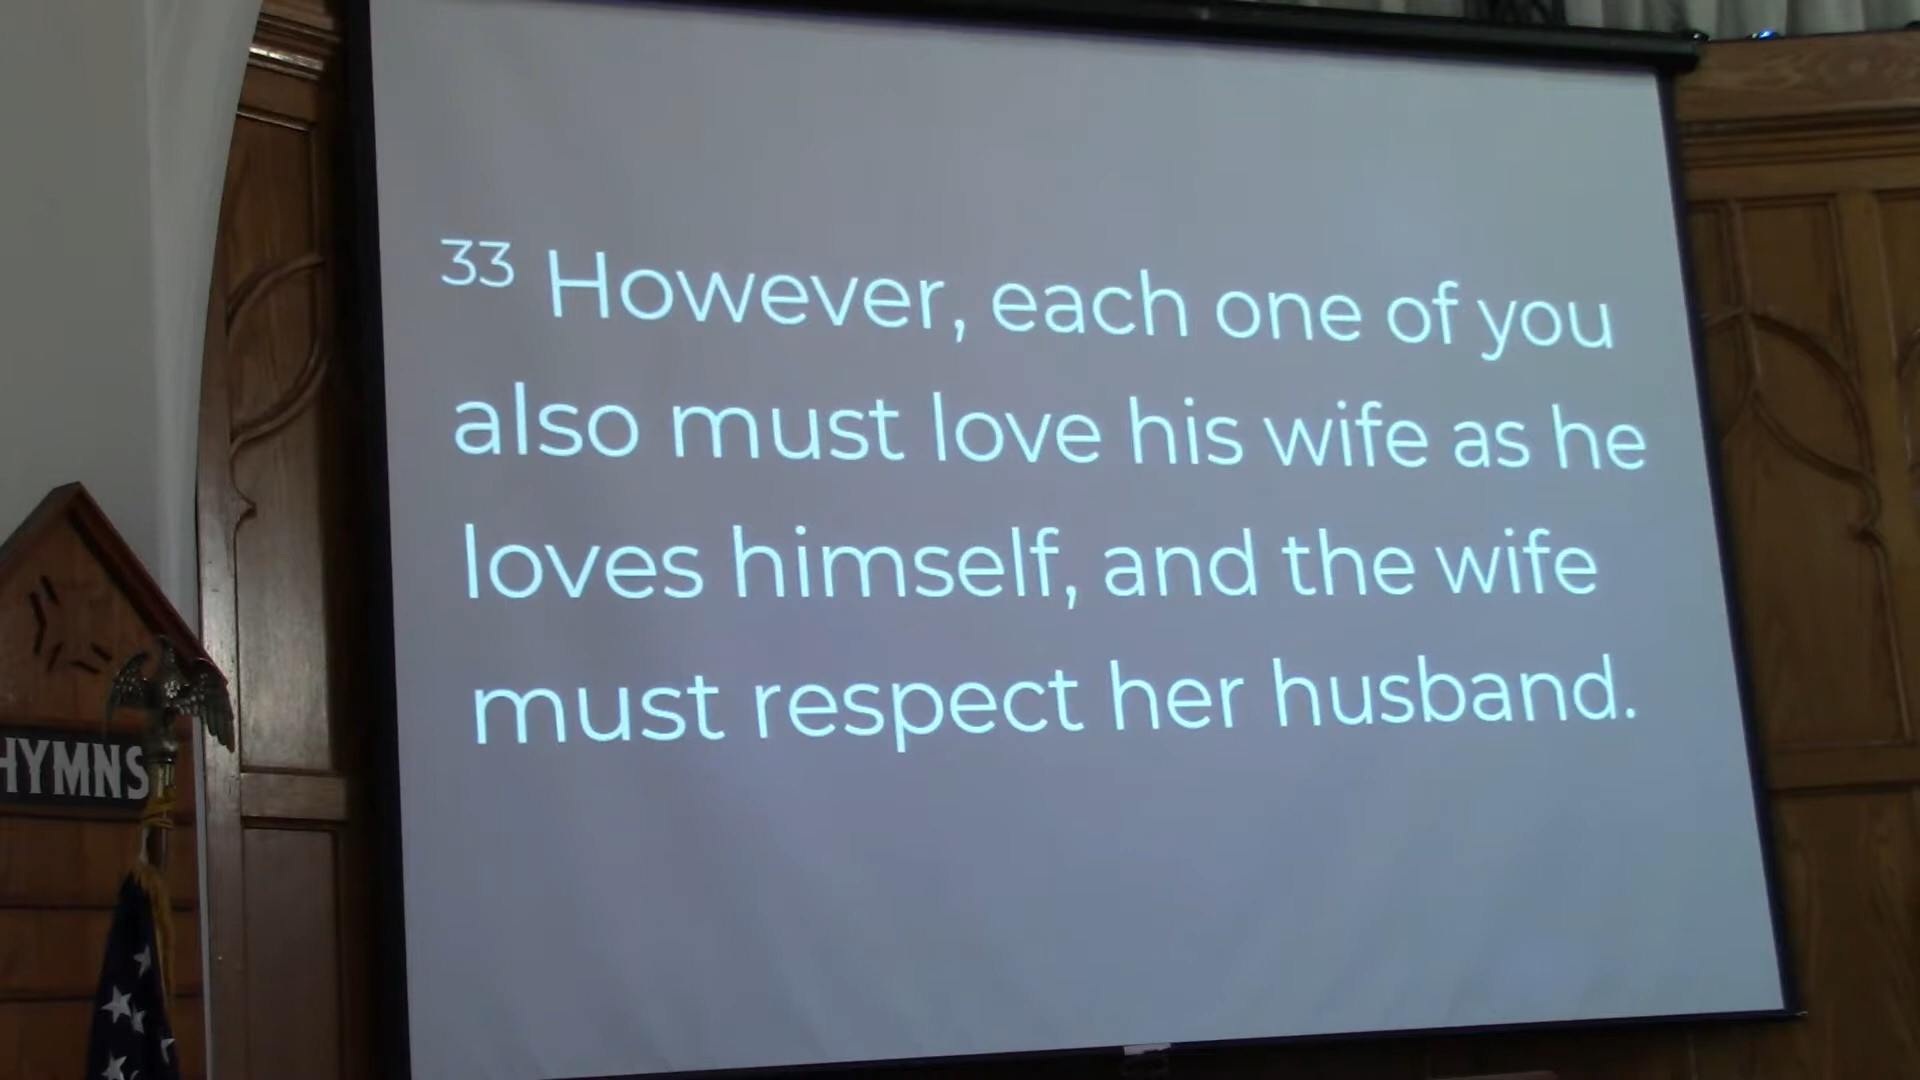 33 However, each one of you
also must love his wife as he
loves himself, and the wife
must respect her husband.
HYMNS